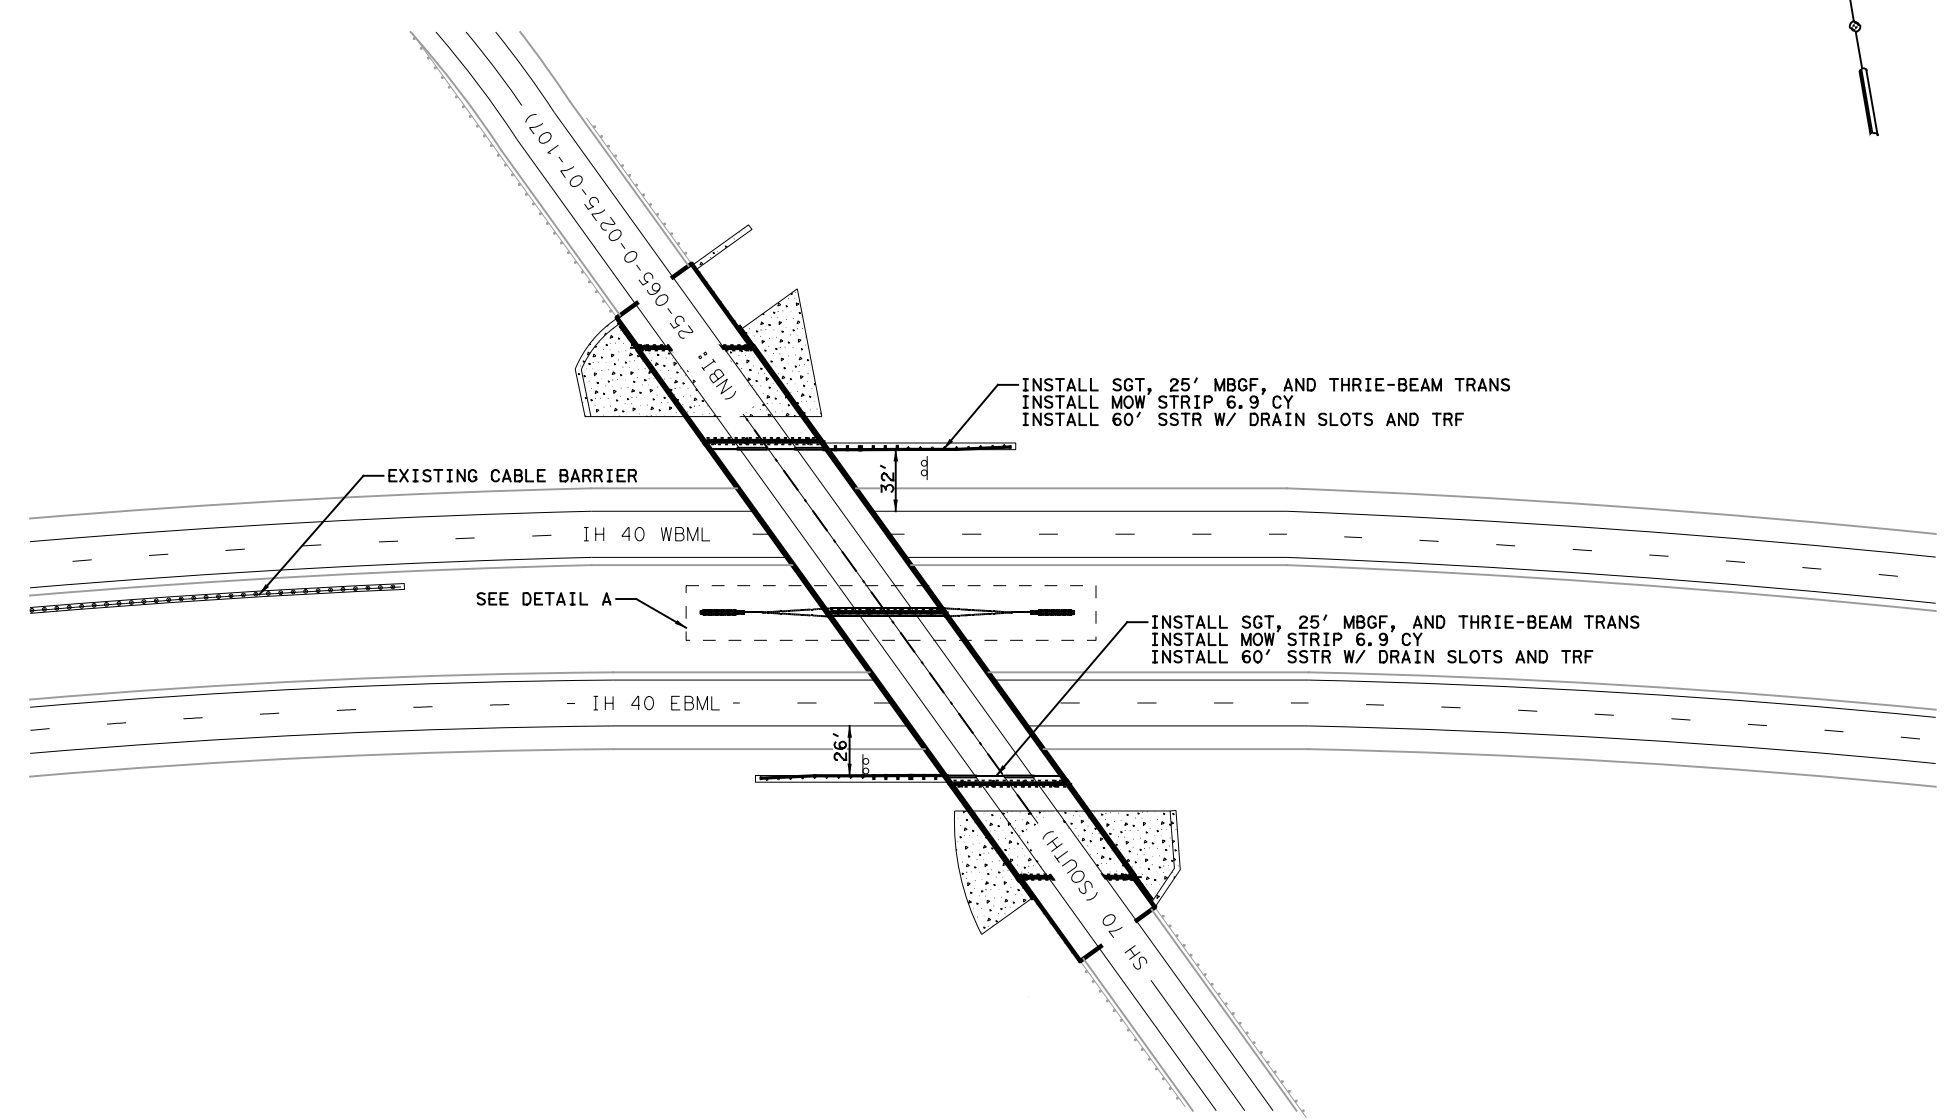 (NBI: 25-065-0-0275-07-107)
INSTALL SGT, 25' MBGF, AND THRIE-BEAM TRANS
INSTALL MOW STRIP 6.9 CY
INSTALL 60' SSTR W/ DRAIN SLOTS AND TRF
32'
EXISTING CABLE BARRIER
IH 40 WBML
SEE DETAIL A
INSTALL SGT, 25' MBGF, AND THRIE-BEAM TRANS
INSTALL MOW STRIP 6.9 CY
INSTALL 60' SSTR W/ DRAIN SLOTS AND TRF
IH 40 EBML
26'
SH 70 (SOUTH)